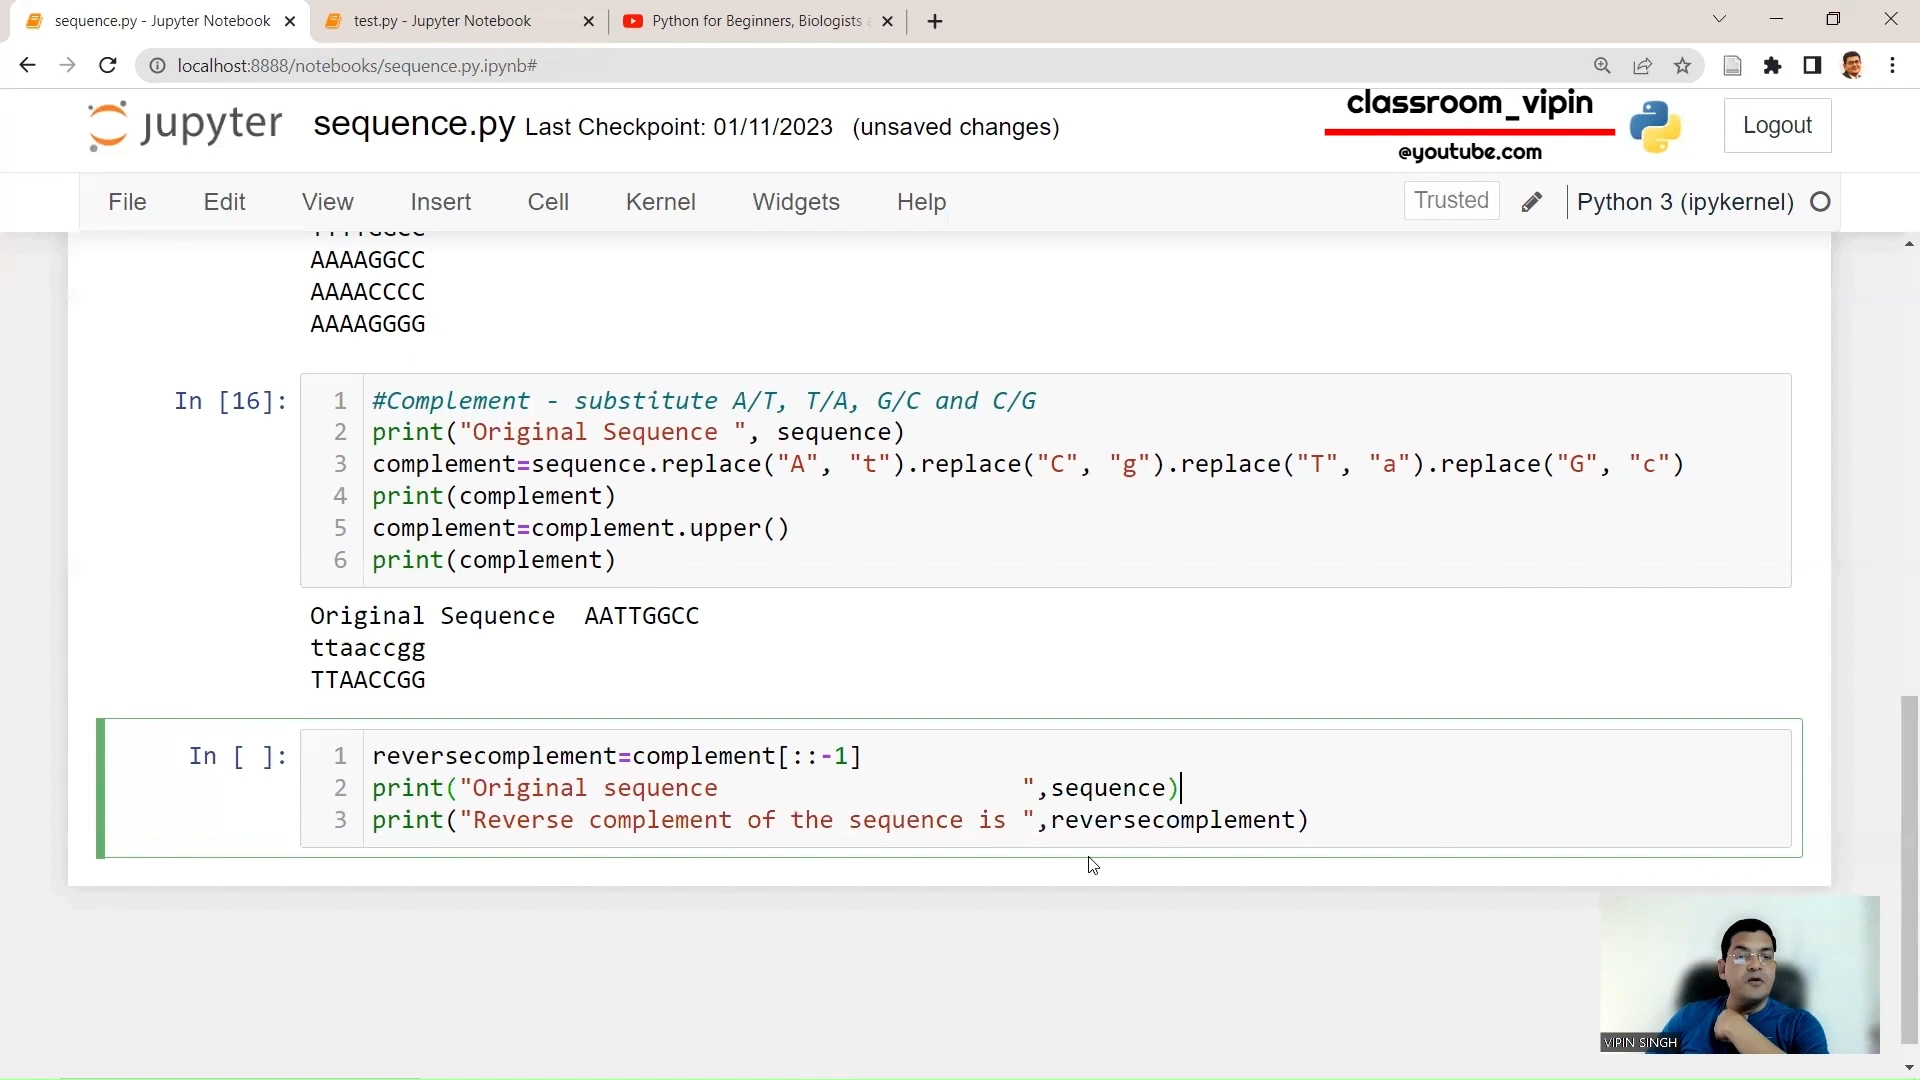 sequence.py - Jupyter Notebook
test.py - Jupyter Notebook
Python for Beginners, Biologists
localhost:8888/notebooks/sequence.py.ipynb#
jupyter sequence.py Last Checkpoint: 01/11/2023 (unsaved changes)
classroom_vipin
@youtube.com
Logout
File Edit View Insert Cell Kernel Widgets Help
Trusted
Python 3 (ipykernel)
AAAAGGCC
AAAACCCC
AAAAGGGG
In [16]:
1 #Complement - substitute A/T, T/A, G/C and C/G
2 print("Original Sequence ", sequence)
3 complement=sequence.replace("A", "t").replace("C", "g").replace("T", "a").replace("G", "c")
4 print(complement)
5 complement=complement.upper()
6 print(complement)
Original Sequence  AATTGGCC
ttaaccgg
TTAACCGG
In [ ]:
1 reversecomplement=complement[::-1]
2 print("Original sequence                     ",sequence)
3 print("Reverse complement of the sequence is ",reversecomplement)
VIPIN SINGH